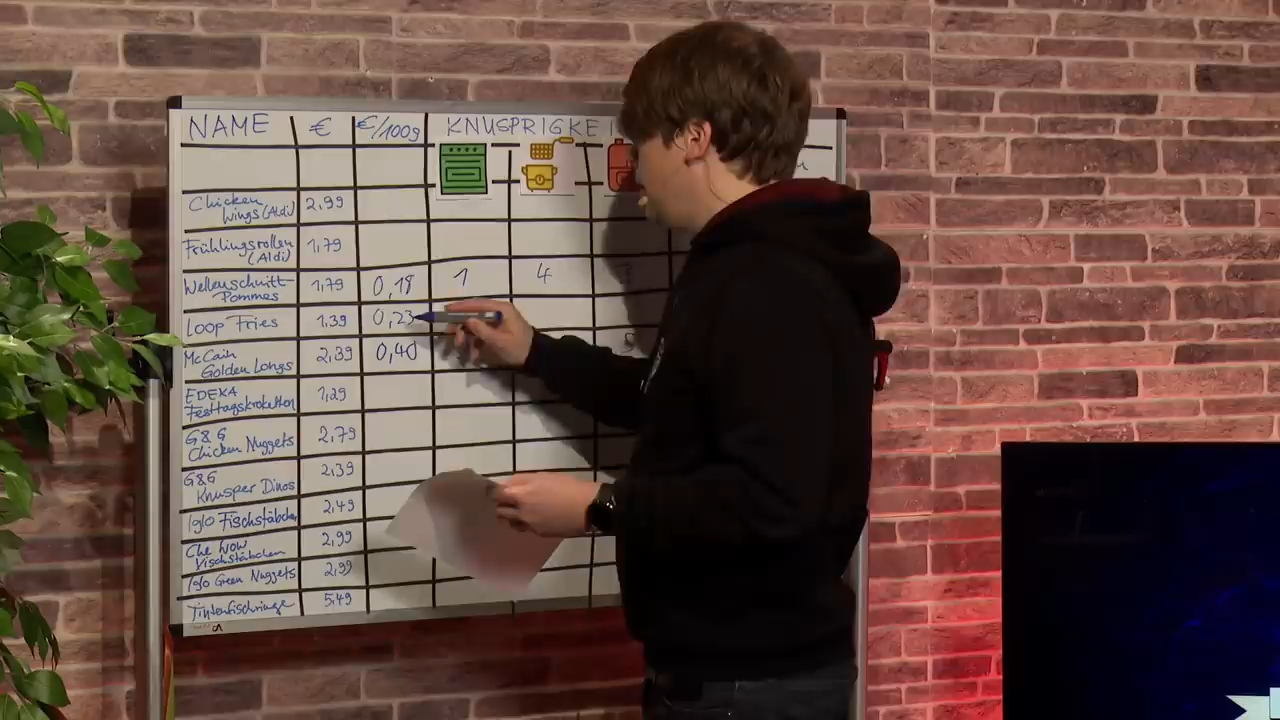 NAME € €/100g KNUSPRIGKEI
Chicken 2,99
Wings (Aldi)
Frühlingsrollen 1,79
(Aldi)
Wellenschnitt 1,79 0,18 1 4 3
Pommes
Loop Fries 1,39 0,23
McCain 2,39 0,40
Golden Longs
EDEKA 1,29
Festtagskroketten
G&G 2,79
Chicken Nuggets
G&G 2,39
Knusper Dinos
Iglo Fischstäbchen 2,49
Che Wow 2,99
Vischstäbchen
Iglo Green Nuggets 2,99
Tintenfischringe 5,49